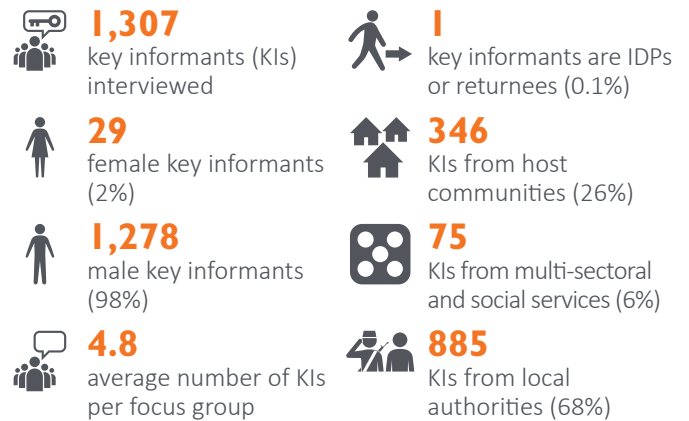 1,307
key informants (KIs)
interviewed
29
female key informants
(2%)
1,278
male key informants
(98%)
4.8
average number of KIs
per focus group
1
key informants are IDPs
or returnees (0.1%)
346
KIs from host
communities (26%)
75
KIs from multi-sectoral
and social services (6%)
885
KIs from local
authorities (68%)